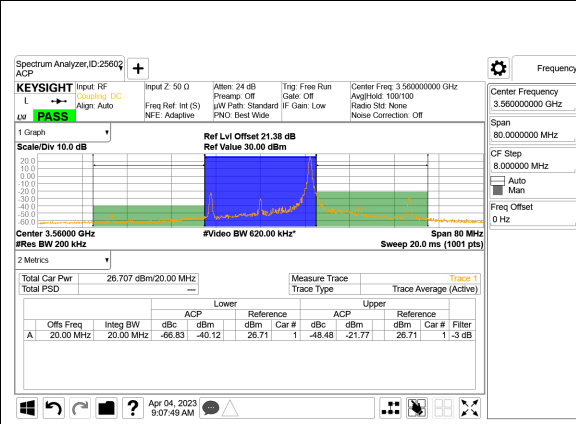 Spectrum Analyzer,ID:25602
ACP
Frequency
KEYSIGHT
Input: RF
Coupling: DC
Align: Auto
Input Z: 50 Ω
Freq Ref: Int (S)
NFE: Adaptive
Atten: 24 dB
Preamp: Off
µW Path: Standard
PNO: Best Wide
Trig: Free Run
Gate: Off
IF Gain: Low
Center Freq: 3.560000000 GHz
Avg|Hold: 100/100
Radio Std: None
Noise Correction: Off
L
LVI
PASS
Center Frequency
3.560000000 GHz
Span
80.0000000 MHz
CF Step
8.000000 MHz
Auto
Man
Freq Offset
0 Hz
1 Graph
Scale/Div 10.0 dB
Ref Lvl Offset 21.38 dB
Ref Value 30.00 dBm
20.0
10.0
0.00
-10.0
-20.0
-30.0
-40.0
-50.0
-60.0
Center 3.56000 GHz
#Res BW 200 kHz
#Video BW 620.00 kHz*
Span 80 MHz
Sweep 20.0 ms (1001 pts)
2 Metrics
Total Car Pwr 26.707 dBm/20.00 MHz
Total PSD ---
Measure Trace Trace 1
Trace Type Trace Average (Active)
Lower Upper
ACP Reference ACP Reference
Offs Freq Integ BW dBc dBm dBm Car # dBc dBm dBm Car # Filter
A 20.00 MHz 20.00 MHz -66.83 -40.12 26.71 1 -48.48 -21.77 26.71 1 -3 dB
Apr 04, 2023
9:07:49 AM